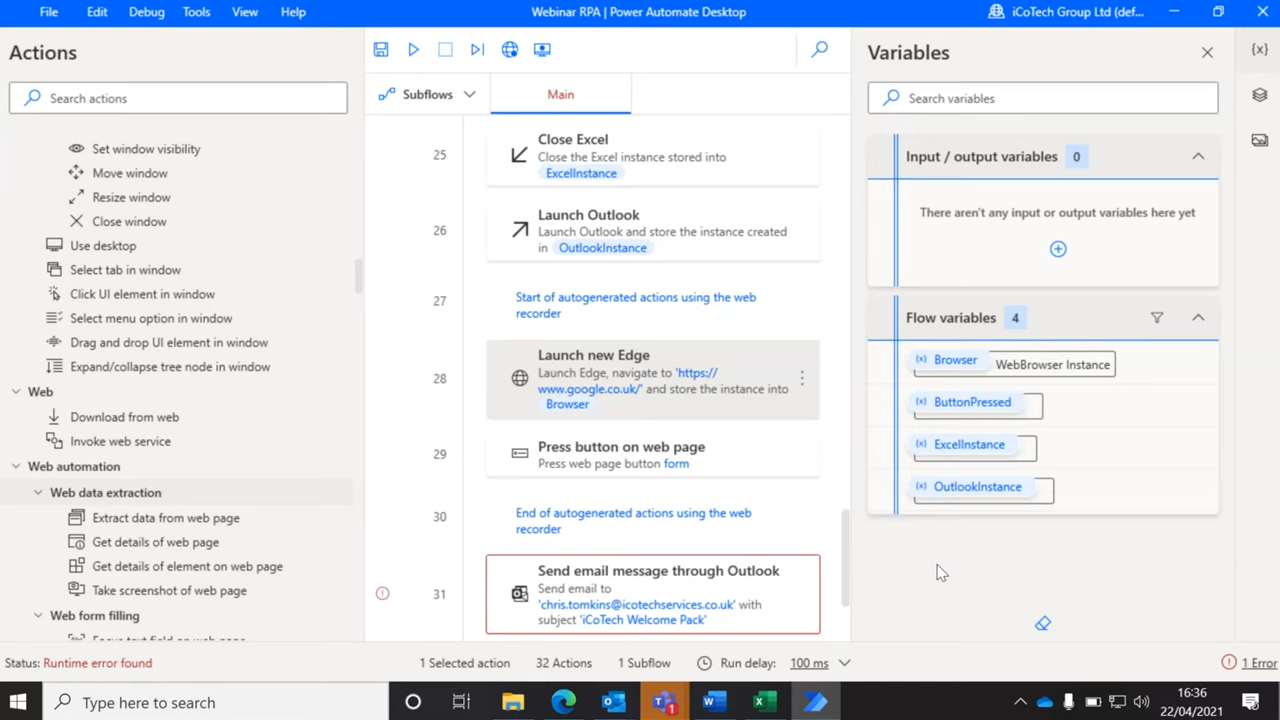 File Edit Debug Tools View Help
Webinar RPA | Power Automate Desktop
iCoTech Group Ltd (def...
Actions
Search actions
Set window visibility
Move window
Resize window
Close window
Use desktop
Select tab in window
Click UI element in window
Select menu option in window
Drag and drop UI element in window
Expand/collapse tree node in window
Web
Download from web
Invoke web service
Web automation
Web data extraction
Extract data from web page
Get details of web page
Get details of element on web page
Take screenshot of web page
Web form filling
Focus text field on web page
Subflows
Main
25
Close Excel
Close the Excel instance stored into
ExcelInstance
26
Launch Outlook
Launch Outlook and store the instance created
in OutlookInstance
27
Start of autogenerated actions using the web
recorder
28
Launch new Edge
Launch Edge, navigate to 'https://
www.google.co.uk/' and store the instance into
Browser
29
Press button on web page
Press web page button form
30
End of autogenerated actions using the web
recorder
31
Send email message through Outlook
Send email to
'chris.tomkins@icotechservices.co.uk' with
subject 'iCoTech Welcome Pack'
Variables
{x}
Search variables
Input / output variables 0
There aren't any input or output variables here yet
Flow variables 4
(x) Browser WebBrowser Instance
(x) ButtonPressed
(x) ExcelInstance
(x) OutlookInstance
Status: Runtime error found
1 Selected action
32 Actions
1 Subflow
Run delay: 100 ms
1 Error
Type here to search
1
16:36
22/04/2021